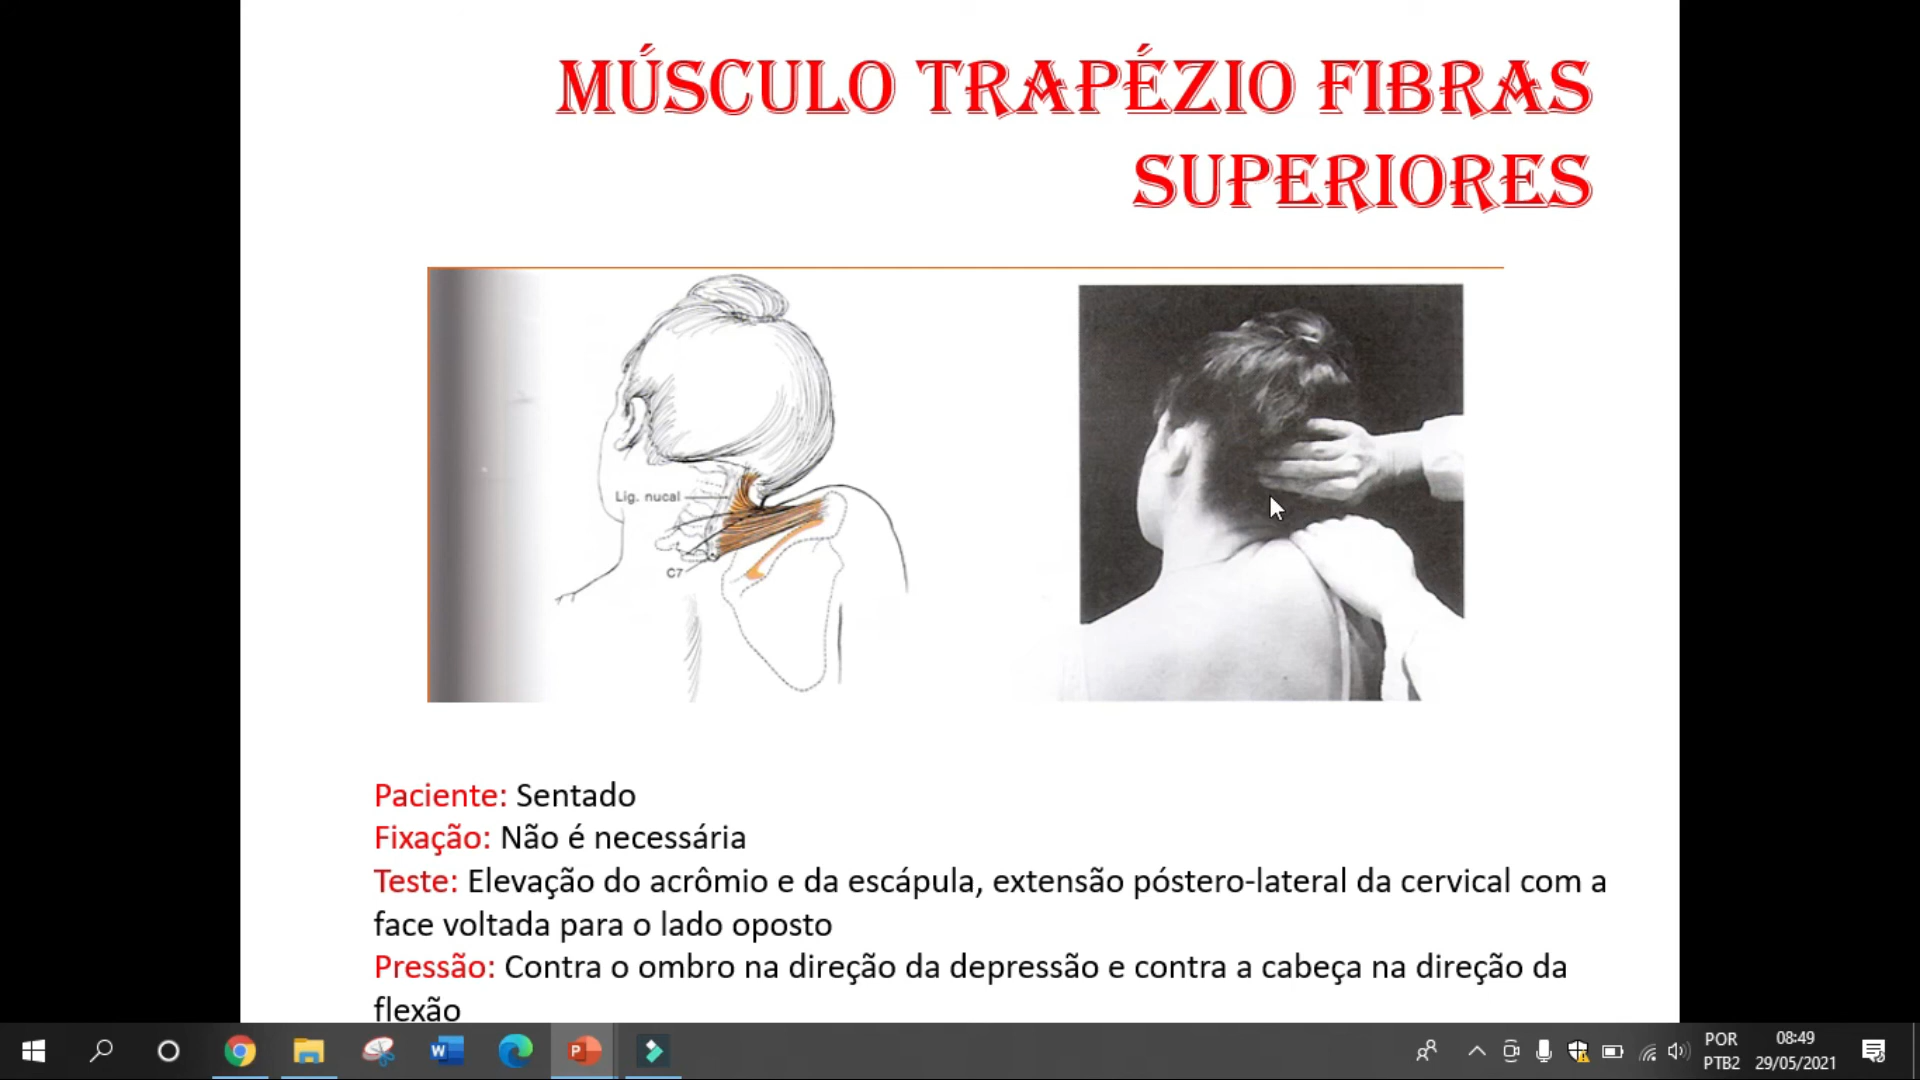 MÚSCULO TRAPÉZIO FIBRAS
SUPERIORES
Lig. nucal
C7
Paciente: Sentado
Fixação: Não é necessária
Teste: Elevação do acrômio e da escápula, extensão póstero-lateral da cervical com a
face voltada para o lado oposto
Pressão: Contra o ombro na direção da depressão e contra a cabeça na direção da
flexão
POR
PTB2
08:49
29/05/2021